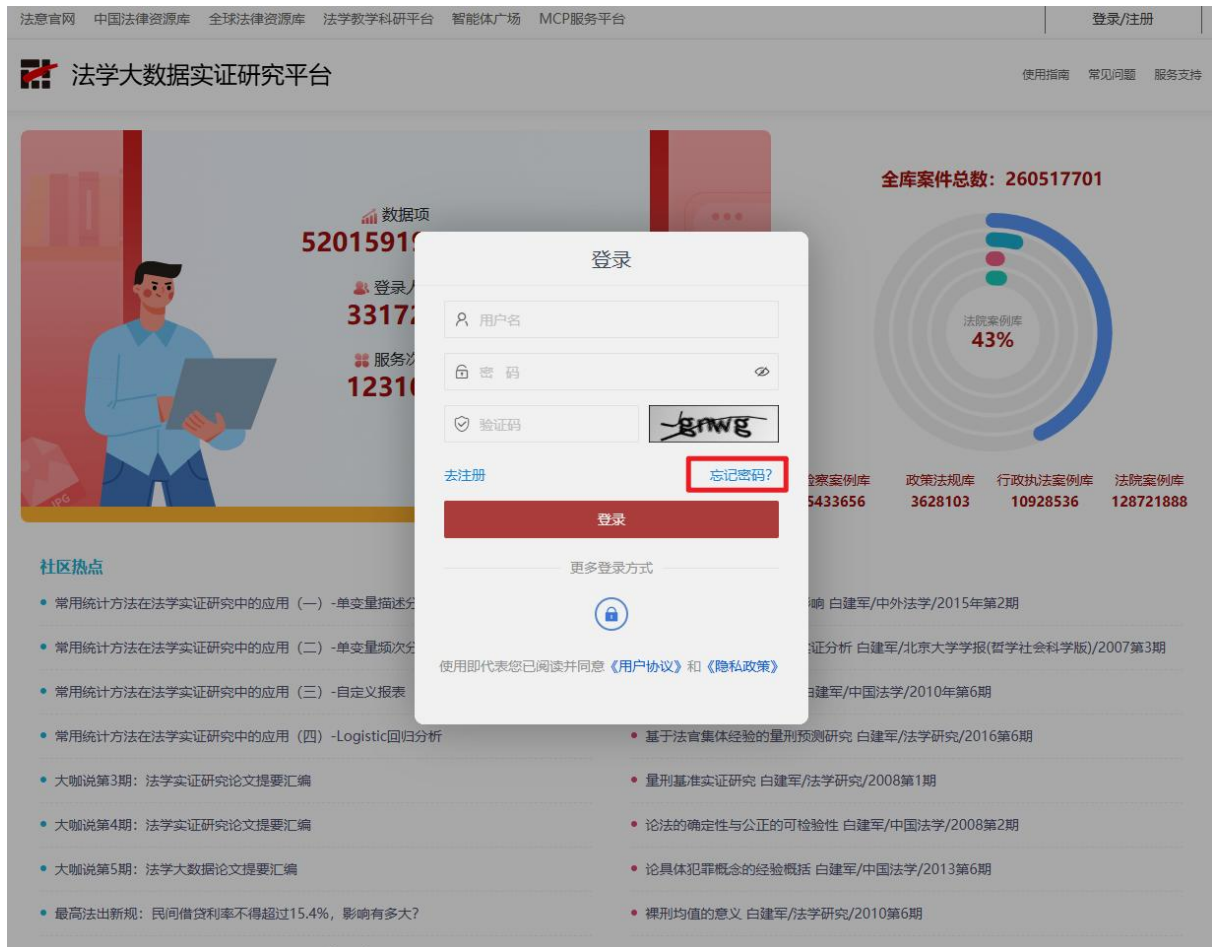 法意官网 中国法律资源库 全球法律资源库 法学教学科研平台 智能体广场 MCP服务平台 登录/注册
法学大数据实证研究平台
使用指南 常见问题 服务支持
全库案件总数：260517701
数据项
登录
用户名
密 码
验证码
gnwg
去注册
忘记密码?
登录
更多登录方式
使用即代表您已阅读并同意《用户协议》和《隐私政策》
法院案例库
43%
政策法规库 行政执法案例库 法院案例库
3628103 10928536 128721888
JPG
社区热点
常用统计方法在法学实证研究中的应用（一）-单变量描述
白建军/中外法学/2015年第2期
常用统计方法在法学实证研究中的应用（二）-单变量频次
证分析 白建军/北京大学学报(哲学社会科学版)/2007第3期
常用统计方法在法学实证研究中的应用（三）-自定义报表
建军/中国法学/2010年第6期
常用统计方法在法学实证研究中的应用（四）-Logistic回归分析
基于法官集体经验的量刑预测研究 白建军/法学研究/2016第6期
大咖说第3期：法学实证研究论文提要汇编
量刑基准实证研究 白建军/法学研究/2008第1期
大咖说第4期：法学实证研究论文提要汇编
论法的确定性与公正的可检验性 白建军/中国法学/2008第2期
大咖说第5期：法学大数据论文提要汇编
论具体犯罪概念的经验概括 白建军/中国法学/2013第6期
最高法出新规：民间借贷利率不得超过15.4%，影响有多大?
裸刑均值的意义 白建军/法学研究/2010第6期